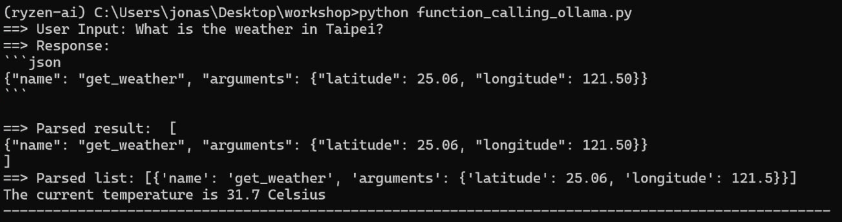 (ryzen-ai) C:\Users\jonas\Desktop\workshop>python function_calling_ollama.py
==> User Input: What is the weather in Taipei?
==> Response:
```json
{"name": "get_weather", "arguments": {"latitude": 25.06, "longitude": 121.50}}
```
==> Parsed result:  [
{"name": "get_weather", "arguments": {"latitude": 25.06, "longitude": 121.50}}
]
==> Parsed list: [{'name': 'get_weather', 'arguments': {'latitude': 25.06, 'longitude': 121.5}}]
The current temperature is 31.7 Celsius
----------------------------------------------------------------------------------------------------